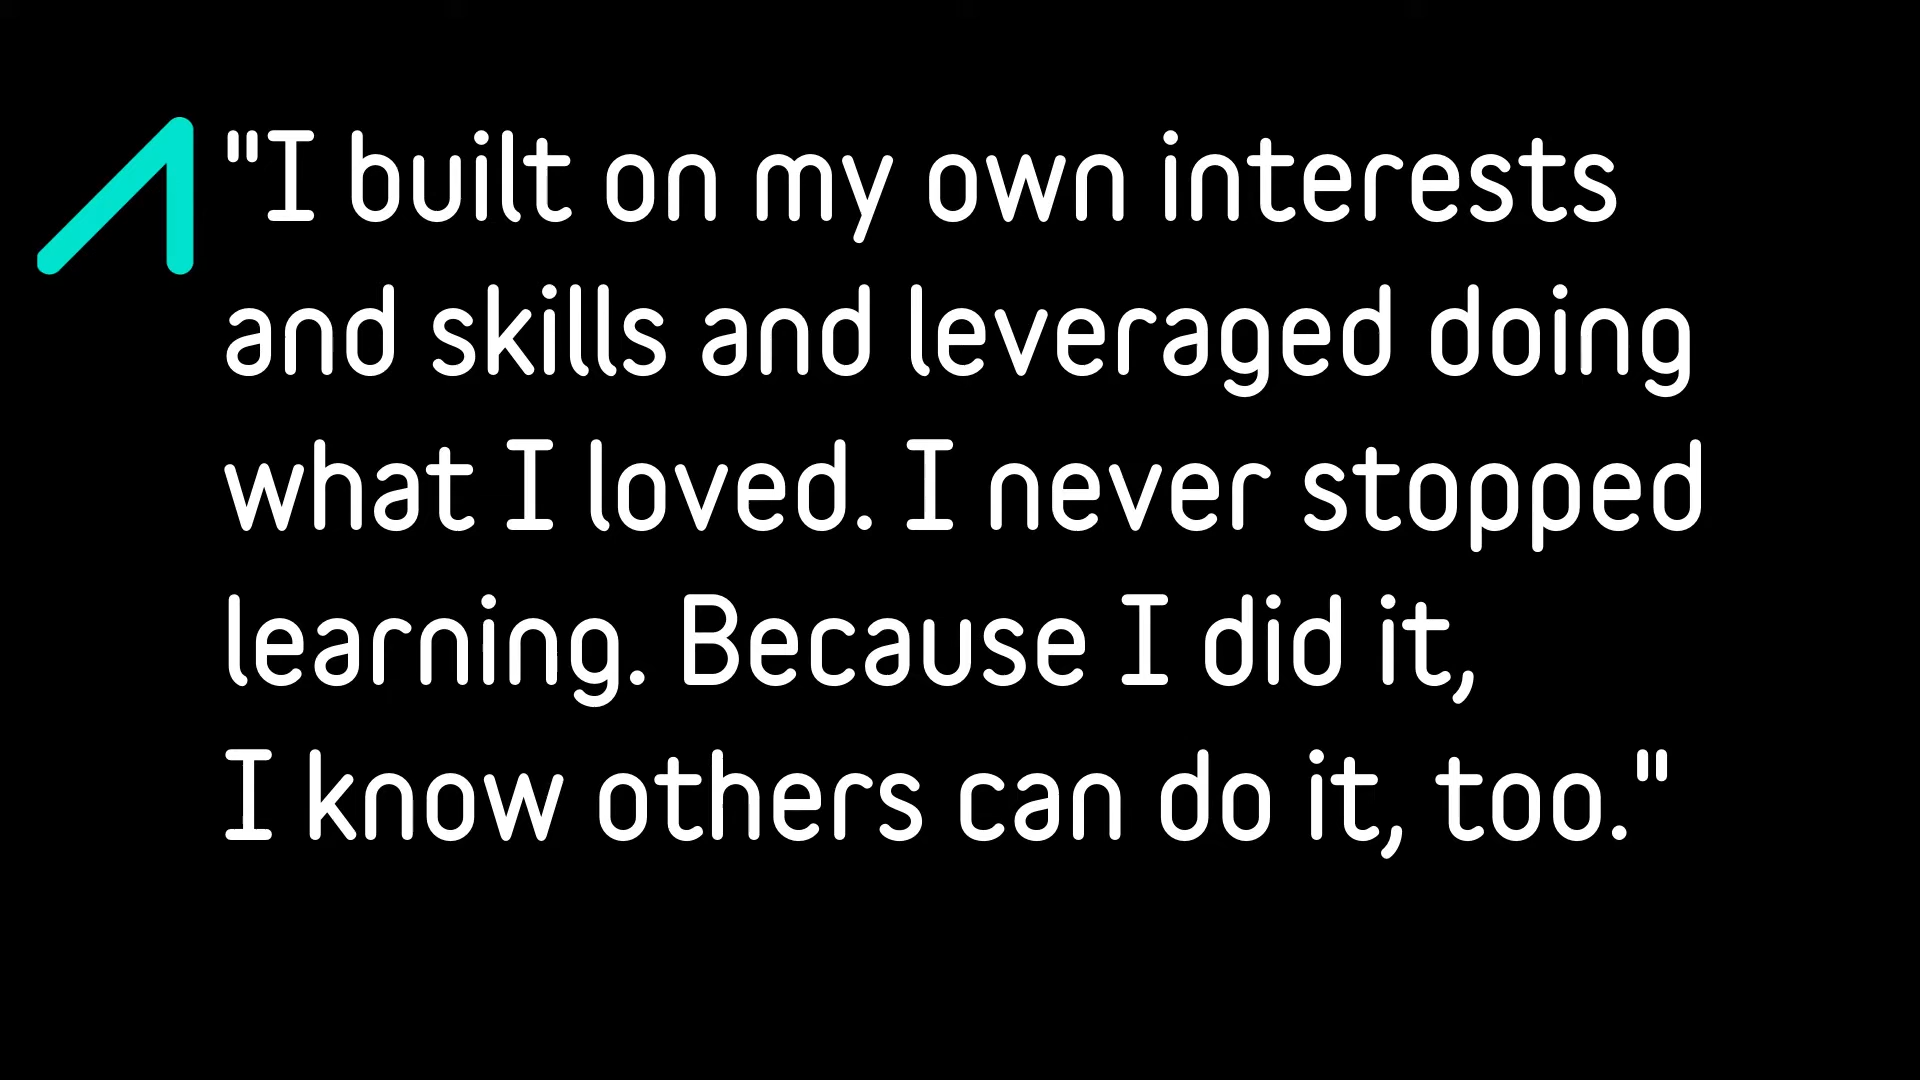 "I built on my own interests
and skills and leveraged doing
what I loved. I never stopped
learning. Because I did it,
I know others can do it, too."